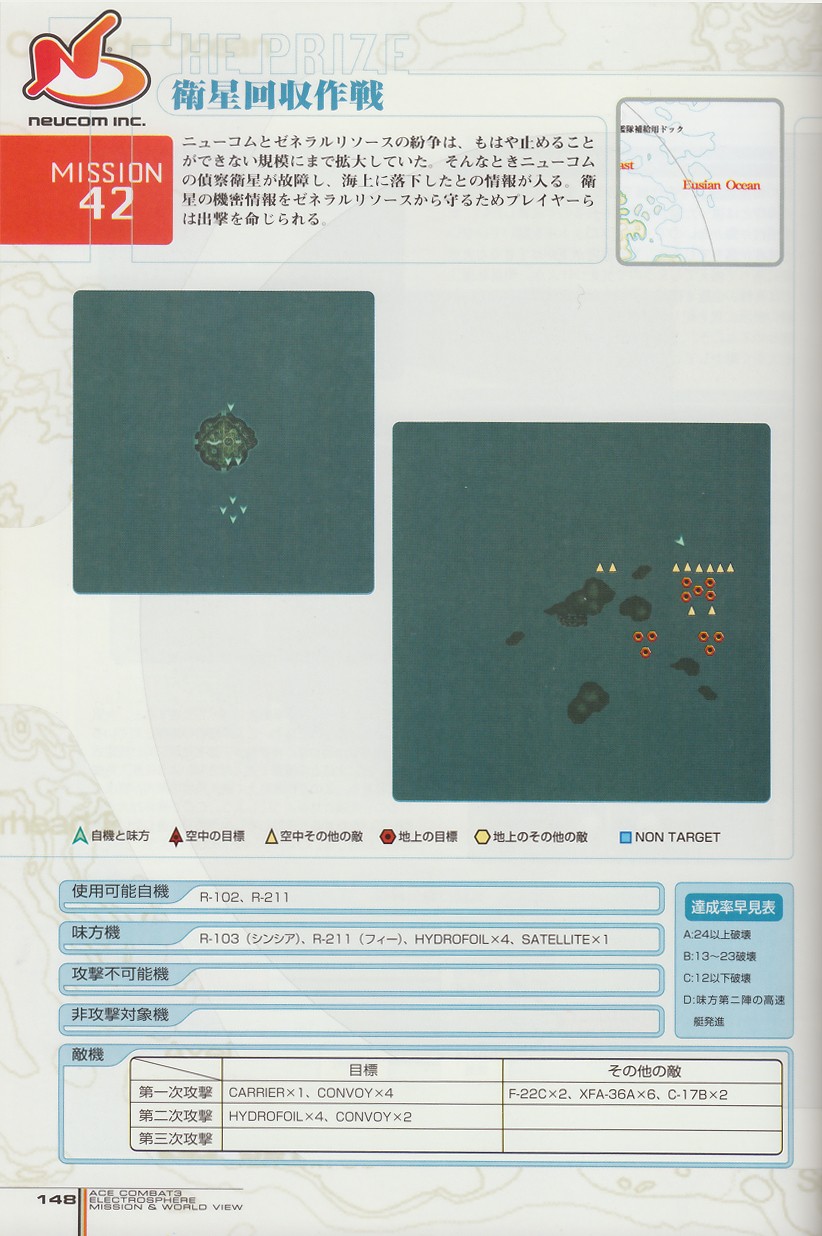 THE PRIZE
neucom inc.
衛星回収作戦
MISSION
42
ニューコムとゼネラルリソースの紛争は、もはや止めること
ができない規模にまで拡大していた。そんなときニューコム
の偵察衛星が故障し、海上に落下したとの情報が入る。衛
星の機密情報をゼネラルリソースから守るためプレイヤーら
は出撃を命じられる。
艦隊補給用ドック
ast
Eusian Ocean
自機と味方
空中の目標
空中その他の敵
地上の目標
地上のその他の敵
NON TARGET
使用可能自機
R-102、R-211
味方機
R-103（シンシア）、R-211（フィー）、HYDROFOIL×4、SATELLITE×1
攻撃不可能機
非攻撃対象機
達成率早見表
A:24以上破壊
B:13〜23破壊
C:12以下破壊
D:味方第二陣の高速
艇発進
敵機
目標
その他の敵
第一次攻撃
CARRIER×1、CONVOY×4
F-22C×2、XFA-36A×6、C-17B×2
第二次攻撃
HYDROFOIL×4、CONVOY×2
第三次攻撃
148
ACE COMBAT3
ELECTROSPHERE
MISSION & WORLD VIEW